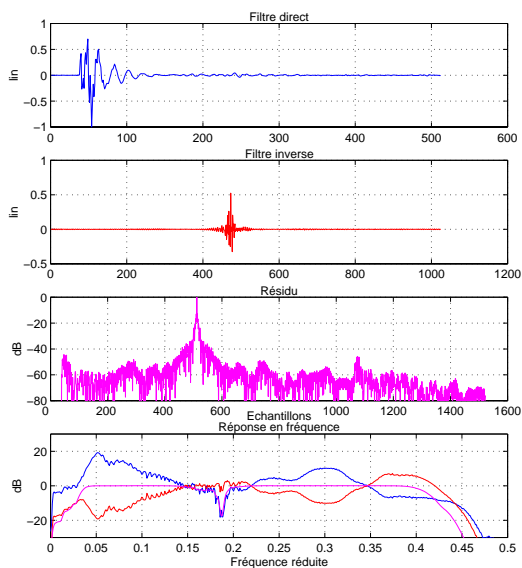 Filtre direct
1
0.5
0
−0.5
−1
lin
0 100 200 300 400 500 600
Filtre inverse
1
0.5
0
−0.5
lin
0 200 400 600 800 1000 1200
Résidu
0
−20
−40
−60
−80
dB
0 200 400 600 800 1000 1200 1400 1600
Echantillons
Réponse en fréquence
20
0
−20
dB
0 0.05 0.1 0.15 0.2 0.25 0.3 0.35 0.4 0.45 0.5
Fréquence réduite